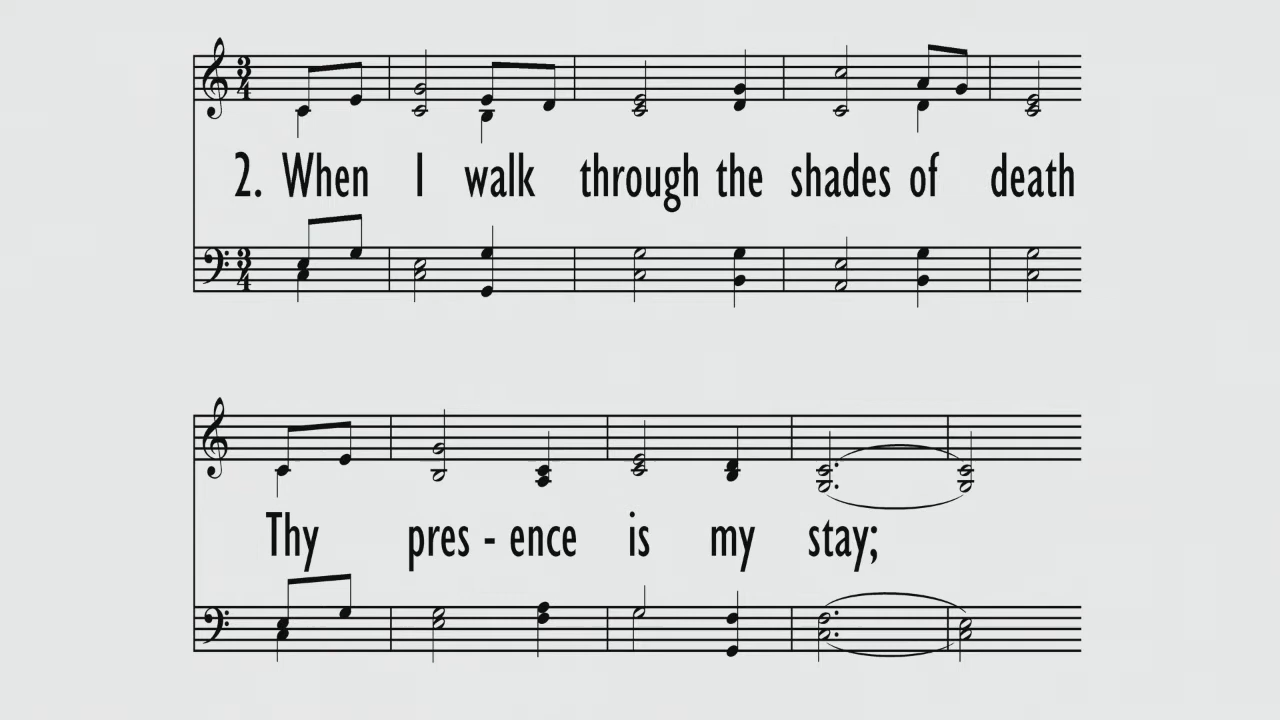 2. When I walk through the shades of death
Thy pres - ence is my stay;